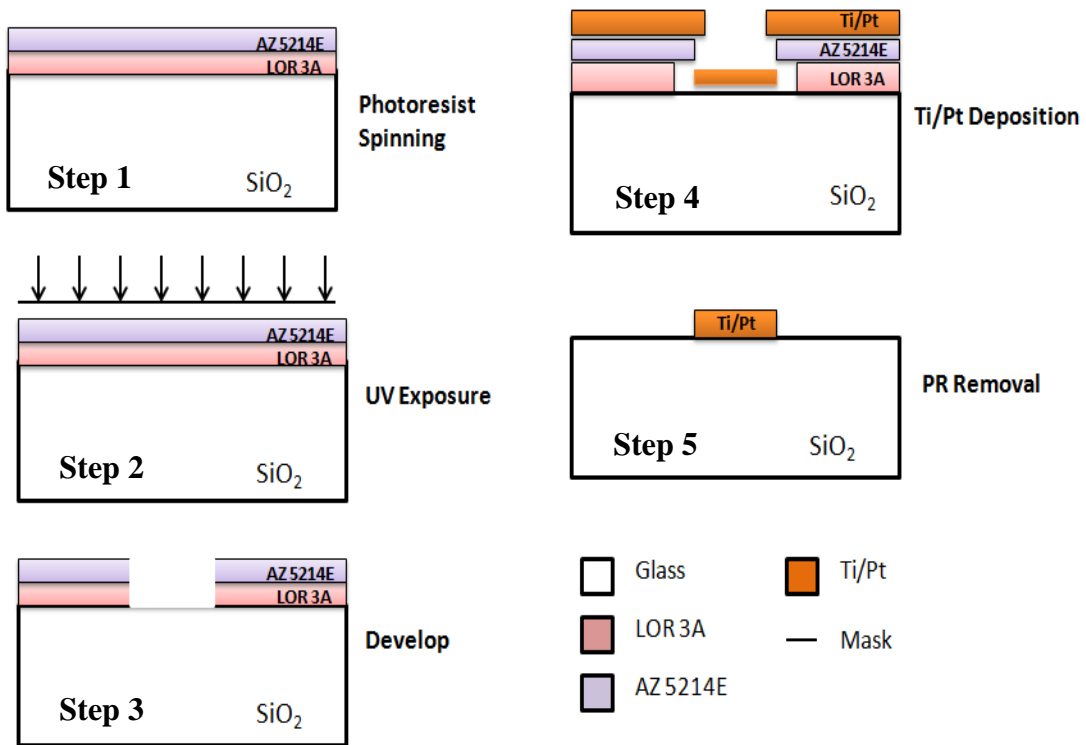 AZ 5214E
LOR 3A
Photoresist
Spinning
Step 1
SiO₂
AZ 5214E
LOR 3A
UV Exposure
Step 2
SiO₂
AZ 5214E
LOR 3A
Develop
Step 3
SiO₂
Ti/Pt
AZ 5214E
LOR 3A
Ti/Pt Deposition
Step 4
SiO₂
Ti/Pt
PR Removal
Step 5
SiO₂
Glass
Ti/Pt
LOR 3A
Mask
AZ 5214E